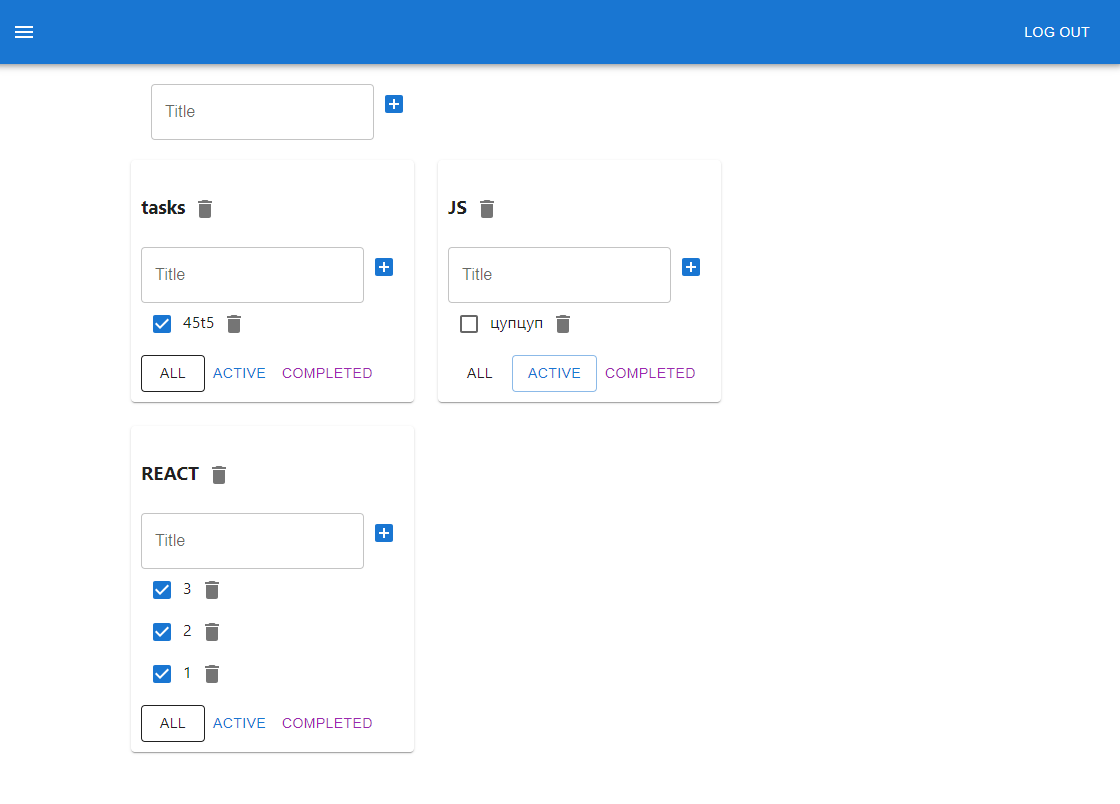 LOG OUT
Title
tasks
Title
45t5
ALL ACTIVE COMPLETED
JS
Title
цупцуп
ALL ACTIVE COMPLETED
REACT
Title
3
2
1
ALL ACTIVE COMPLETED